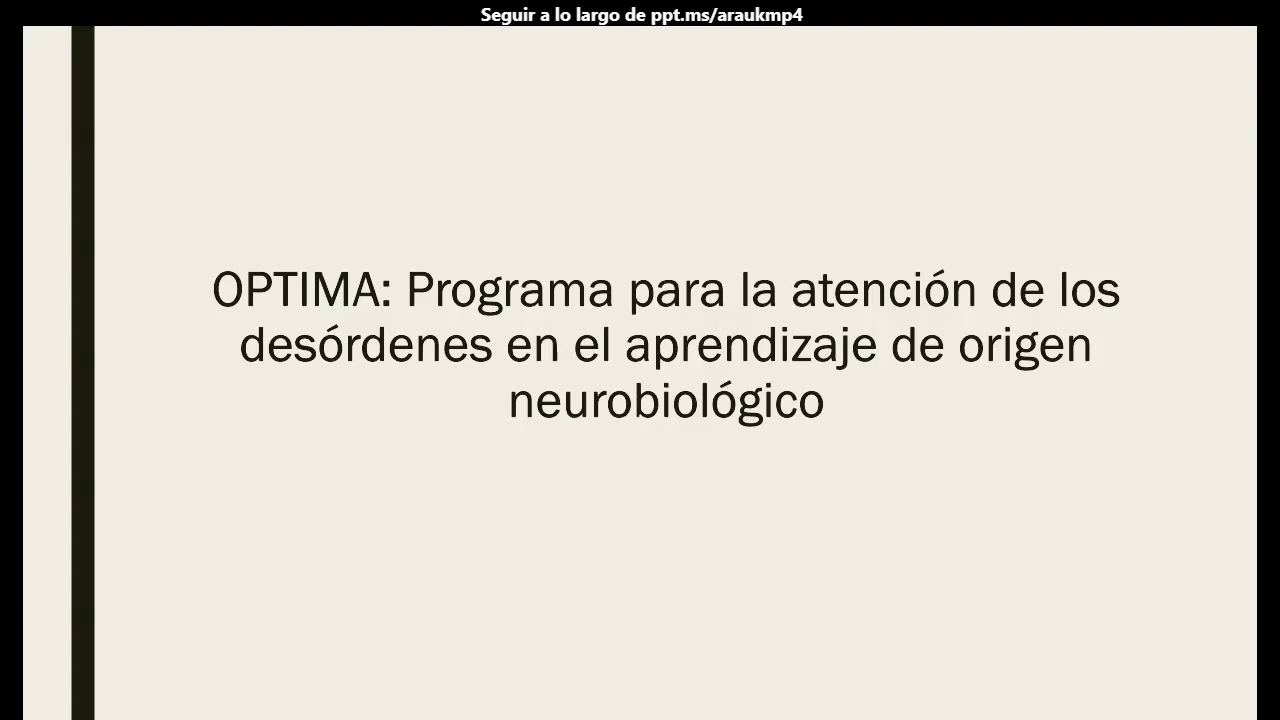 Seguir a lo largo de ppt.ms/araukmp4
OPTIMA: Programa para la atención de los
desórdenes en el aprendizaje de origen
neurobiológico